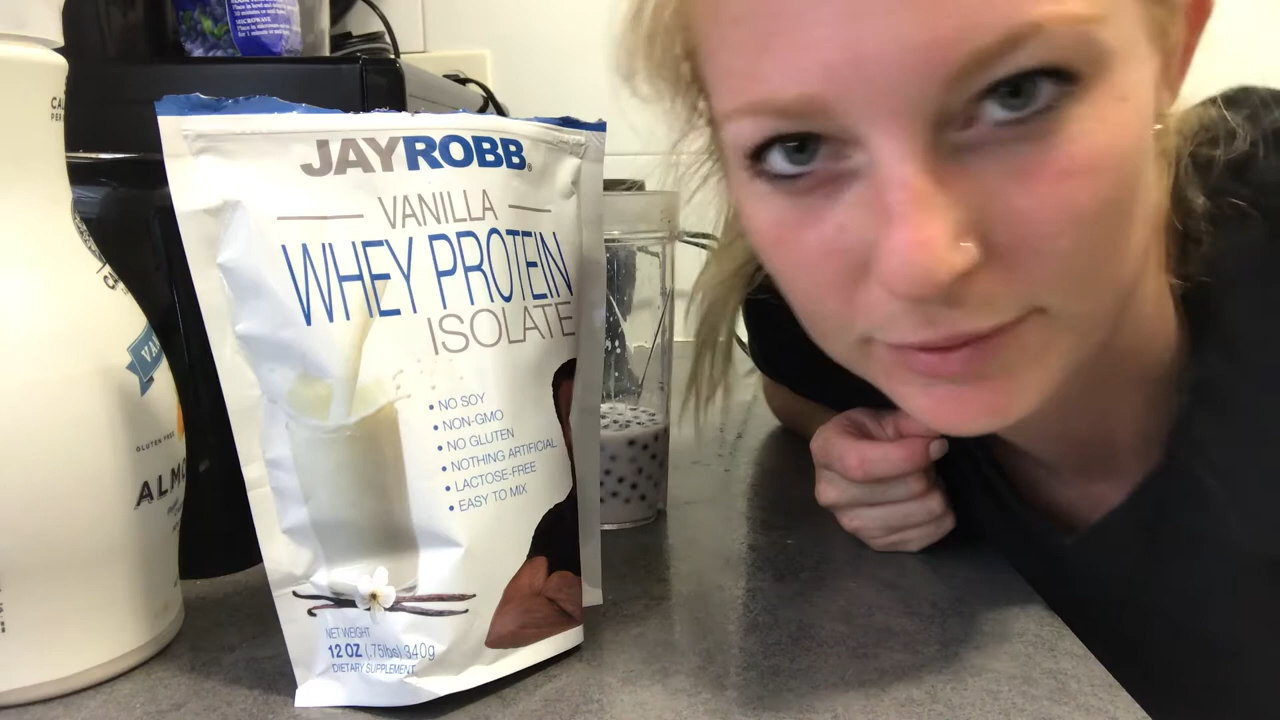 JAYROBB®
VANILLA
WHEY PROTEIN
ISOLATE
• NO SOY
• NON-GMO
• NO GLUTEN
• NOTHING ARTIFICIAL
• LACTOSE-FREE
• EASY TO MIX
NET WEIGHT
12 OZ (.75lbs) 340g
DIETARY SUPPLEMENT
GLUTEN FREE
MICROWAVE